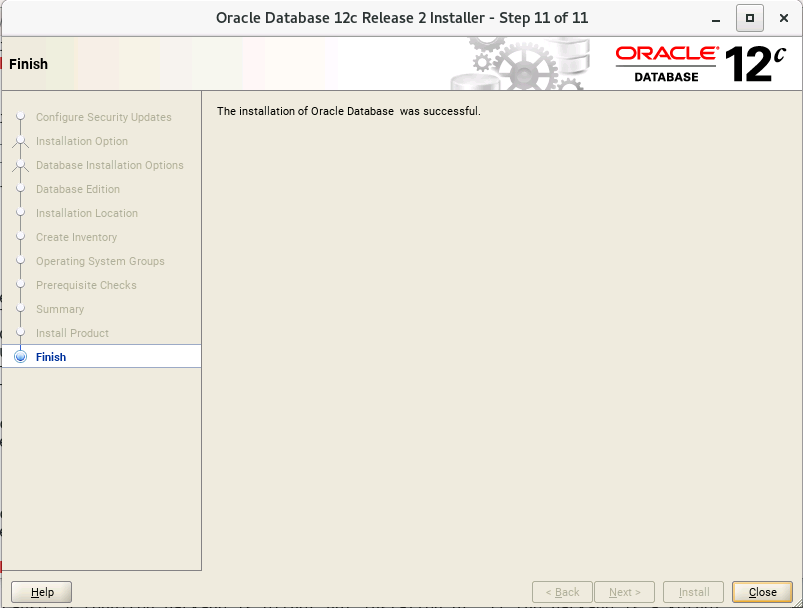 Oracle Database 12c Release 2 Installer - Step 11 of 11
Finish
ORACLE®
DATABASE
12c
Configure Security Updates
Installation Option
Database Installation Options
Database Edition
Installation Location
Create Inventory
Operating System Groups
Prerequisite Checks
Summary
Install Product
Finish
The installation of Oracle Database  was successful.
Help
< Back
Next >
Install
Close